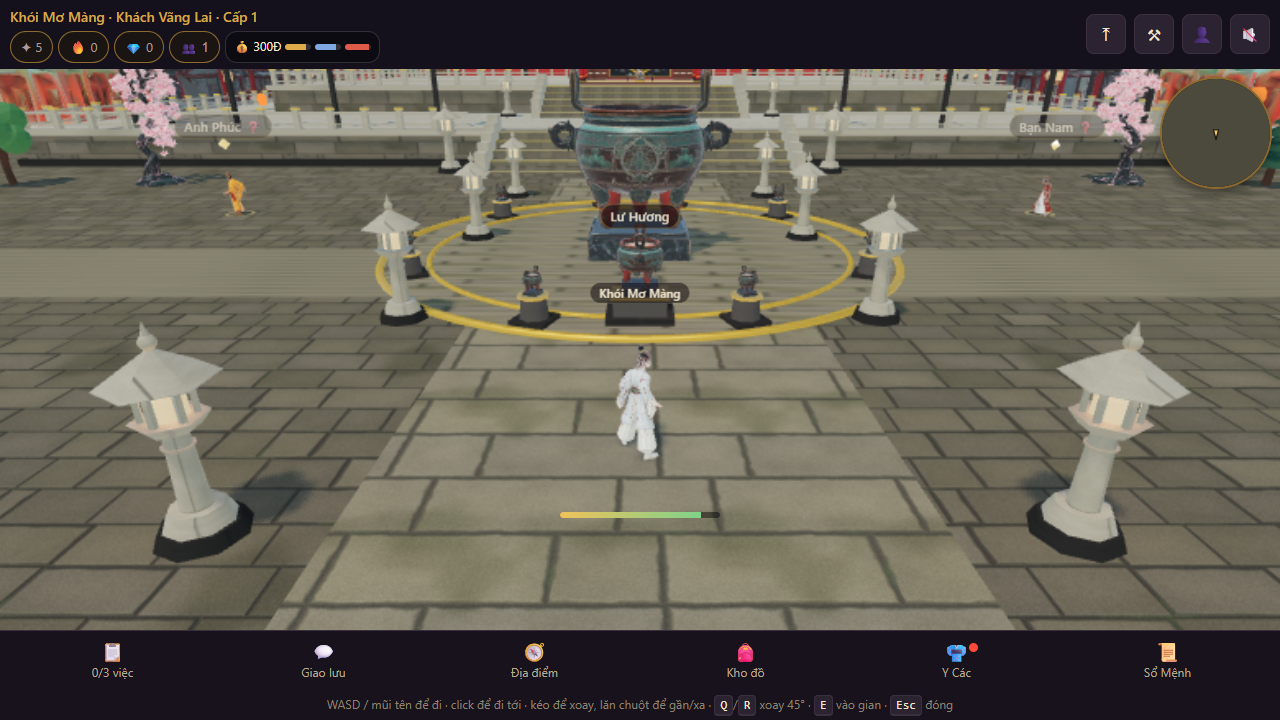 Khói Mơ Màng · Khách Vãng Lai · Cấp 1
5
0
0
1
300Đ
Anh Phúc ?
Bạn Nam ?
Lư Hương
Khói Mơ Màng
0/3 việc
Giao lưu
Địa điểm
Kho đồ
Y Các
Sổ Mệnh
WASD / mũi tên để đi · click để đi tới · kéo để xoay, lăn chuột để gần/xa · Q/R xoay 45° · E vào gian · Esc đóng